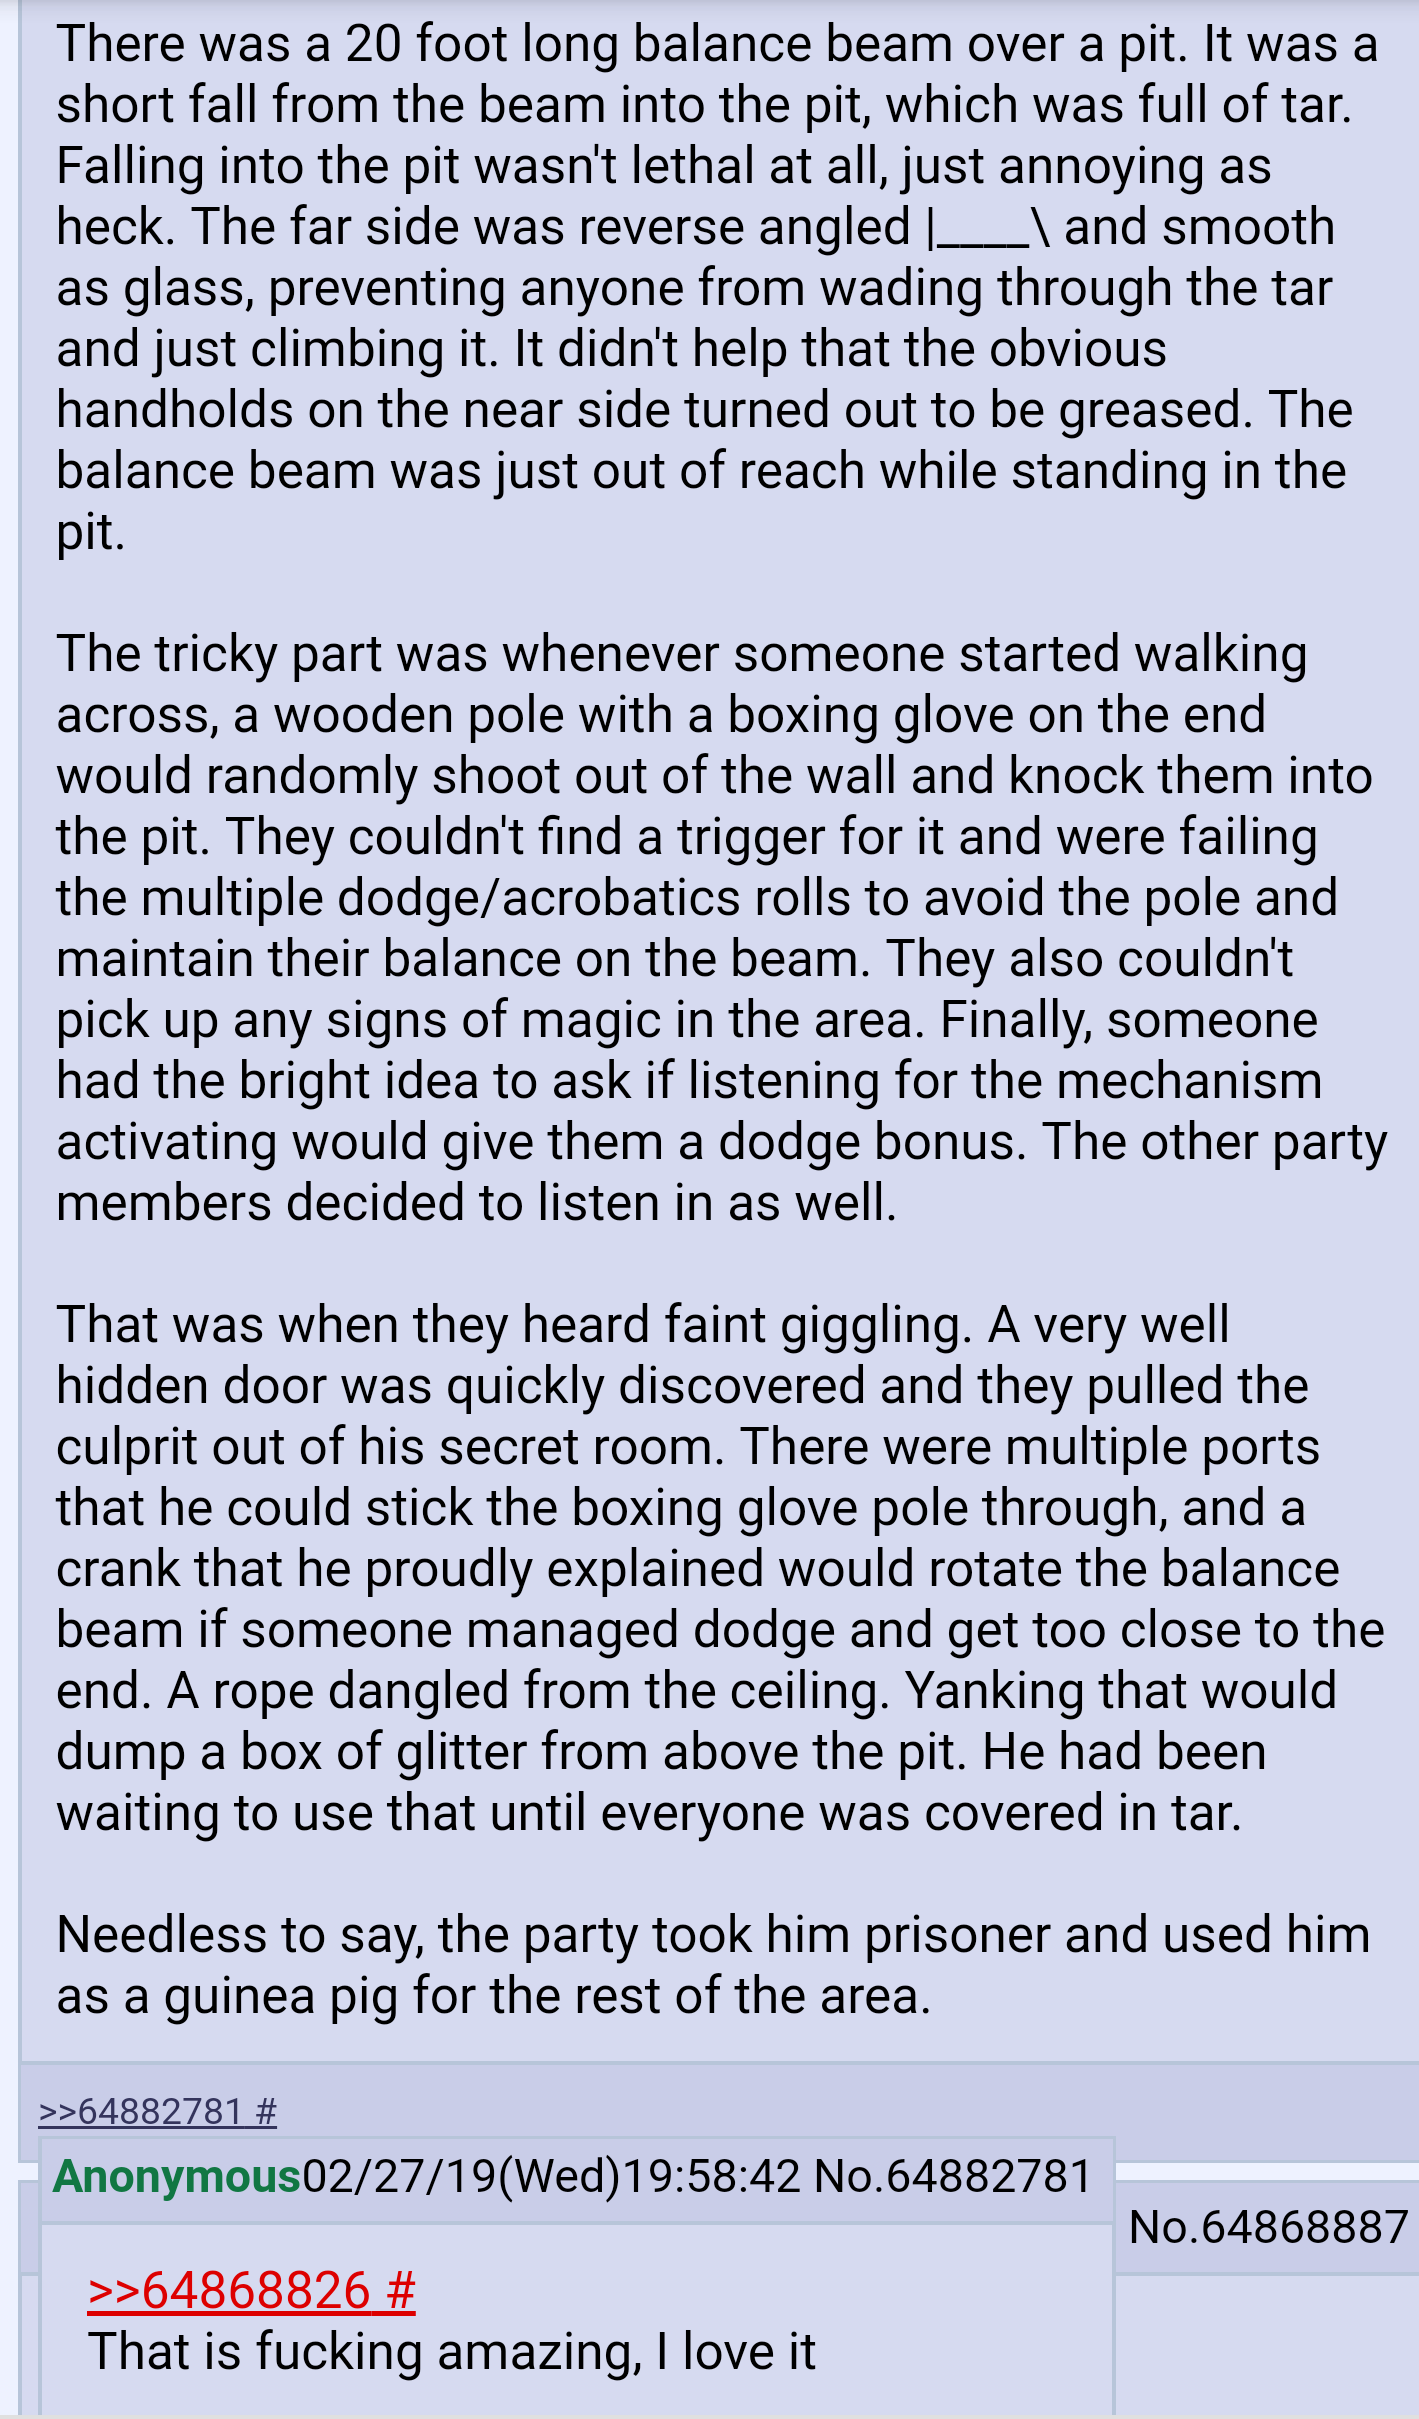 There was a 20 foot long balance beam over a pit. It was a
short fall from the beam into the pit, which was full of tar.
Falling into the pit wasn't lethal at all, just annoying as
heck. The far side was reverse angled |____\ and smooth
as glass, preventing anyone from wading through the tar
and just climbing it. It didn't help that the obvious
handholds on the near side turned out to be greased. The
balance beam was just out of reach while standing in the
pit.

The tricky part was whenever someone started walking
across, a wooden pole with a boxing glove on the end
would randomly shoot out of the wall and knock them into
the pit. They couldn't find a trigger for it and were failing
the multiple dodge/acrobatics rolls to avoid the pole and
maintain their balance on the beam. They also couldn't
pick up any signs of magic in the area. Finally, someone
had the bright idea to ask if listening for the mechanism
activating would give them a dodge bonus. The other party
members decided to listen in as well.

That was when they heard faint giggling. A very well
hidden door was quickly discovered and they pulled the
culprit out of his secret room. There were multiple ports
that he could stick the boxing glove pole through, and a
crank that he proudly explained would rotate the balance
beam if someone managed dodge and get too close to the
end. A rope dangled from the ceiling. Yanking that would
dump a box of glitter from above the pit. He had been
waiting to use that until everyone was covered in tar.

Needless to say, the party took him prisoner and used him
as a guinea pig for the rest of the area.
>>64882781 #
Anonymous02/27/19(Wed)19:58:42 No.64882781
No.64868887
>>64868826 #
That is fucking amazing, I love it